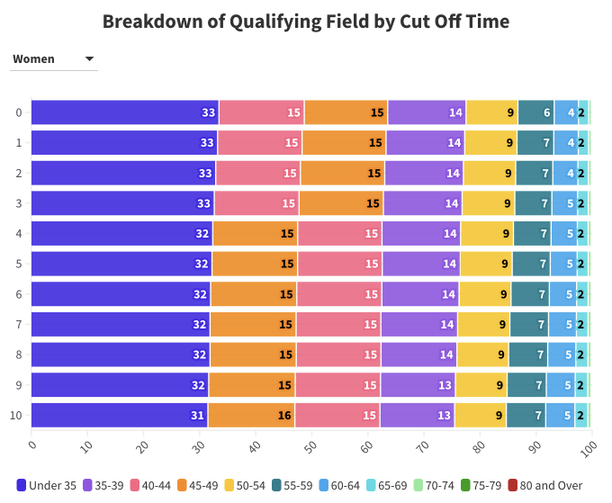 Breakdown of Qualifying Field by Cut Off Time
Women
0 33 15 15 14 9 6 4 2
1 33 15 15 14 9 7 4 2
2 33 15 15 14 9 7 4 2
3 33 15 15 14 9 7 5 2
4 32 15 15 14 9 7 5 2
5 32 15 15 14 9 7 5 2
6 32 15 15 14 9 7 5 2
7 32 15 15 14 9 7 5 2
8 32 15 15 14 9 7 5 2
9 32 15 15 13 9 7 5 2
10 31 16 15 13 9 7 5 2
0 10 20 30 40 50 60 70 80 90 100
Under 35 35-39 40-44 45-49 50-54 55-59 60-64 65-69 70-74 75-79 80 and Over